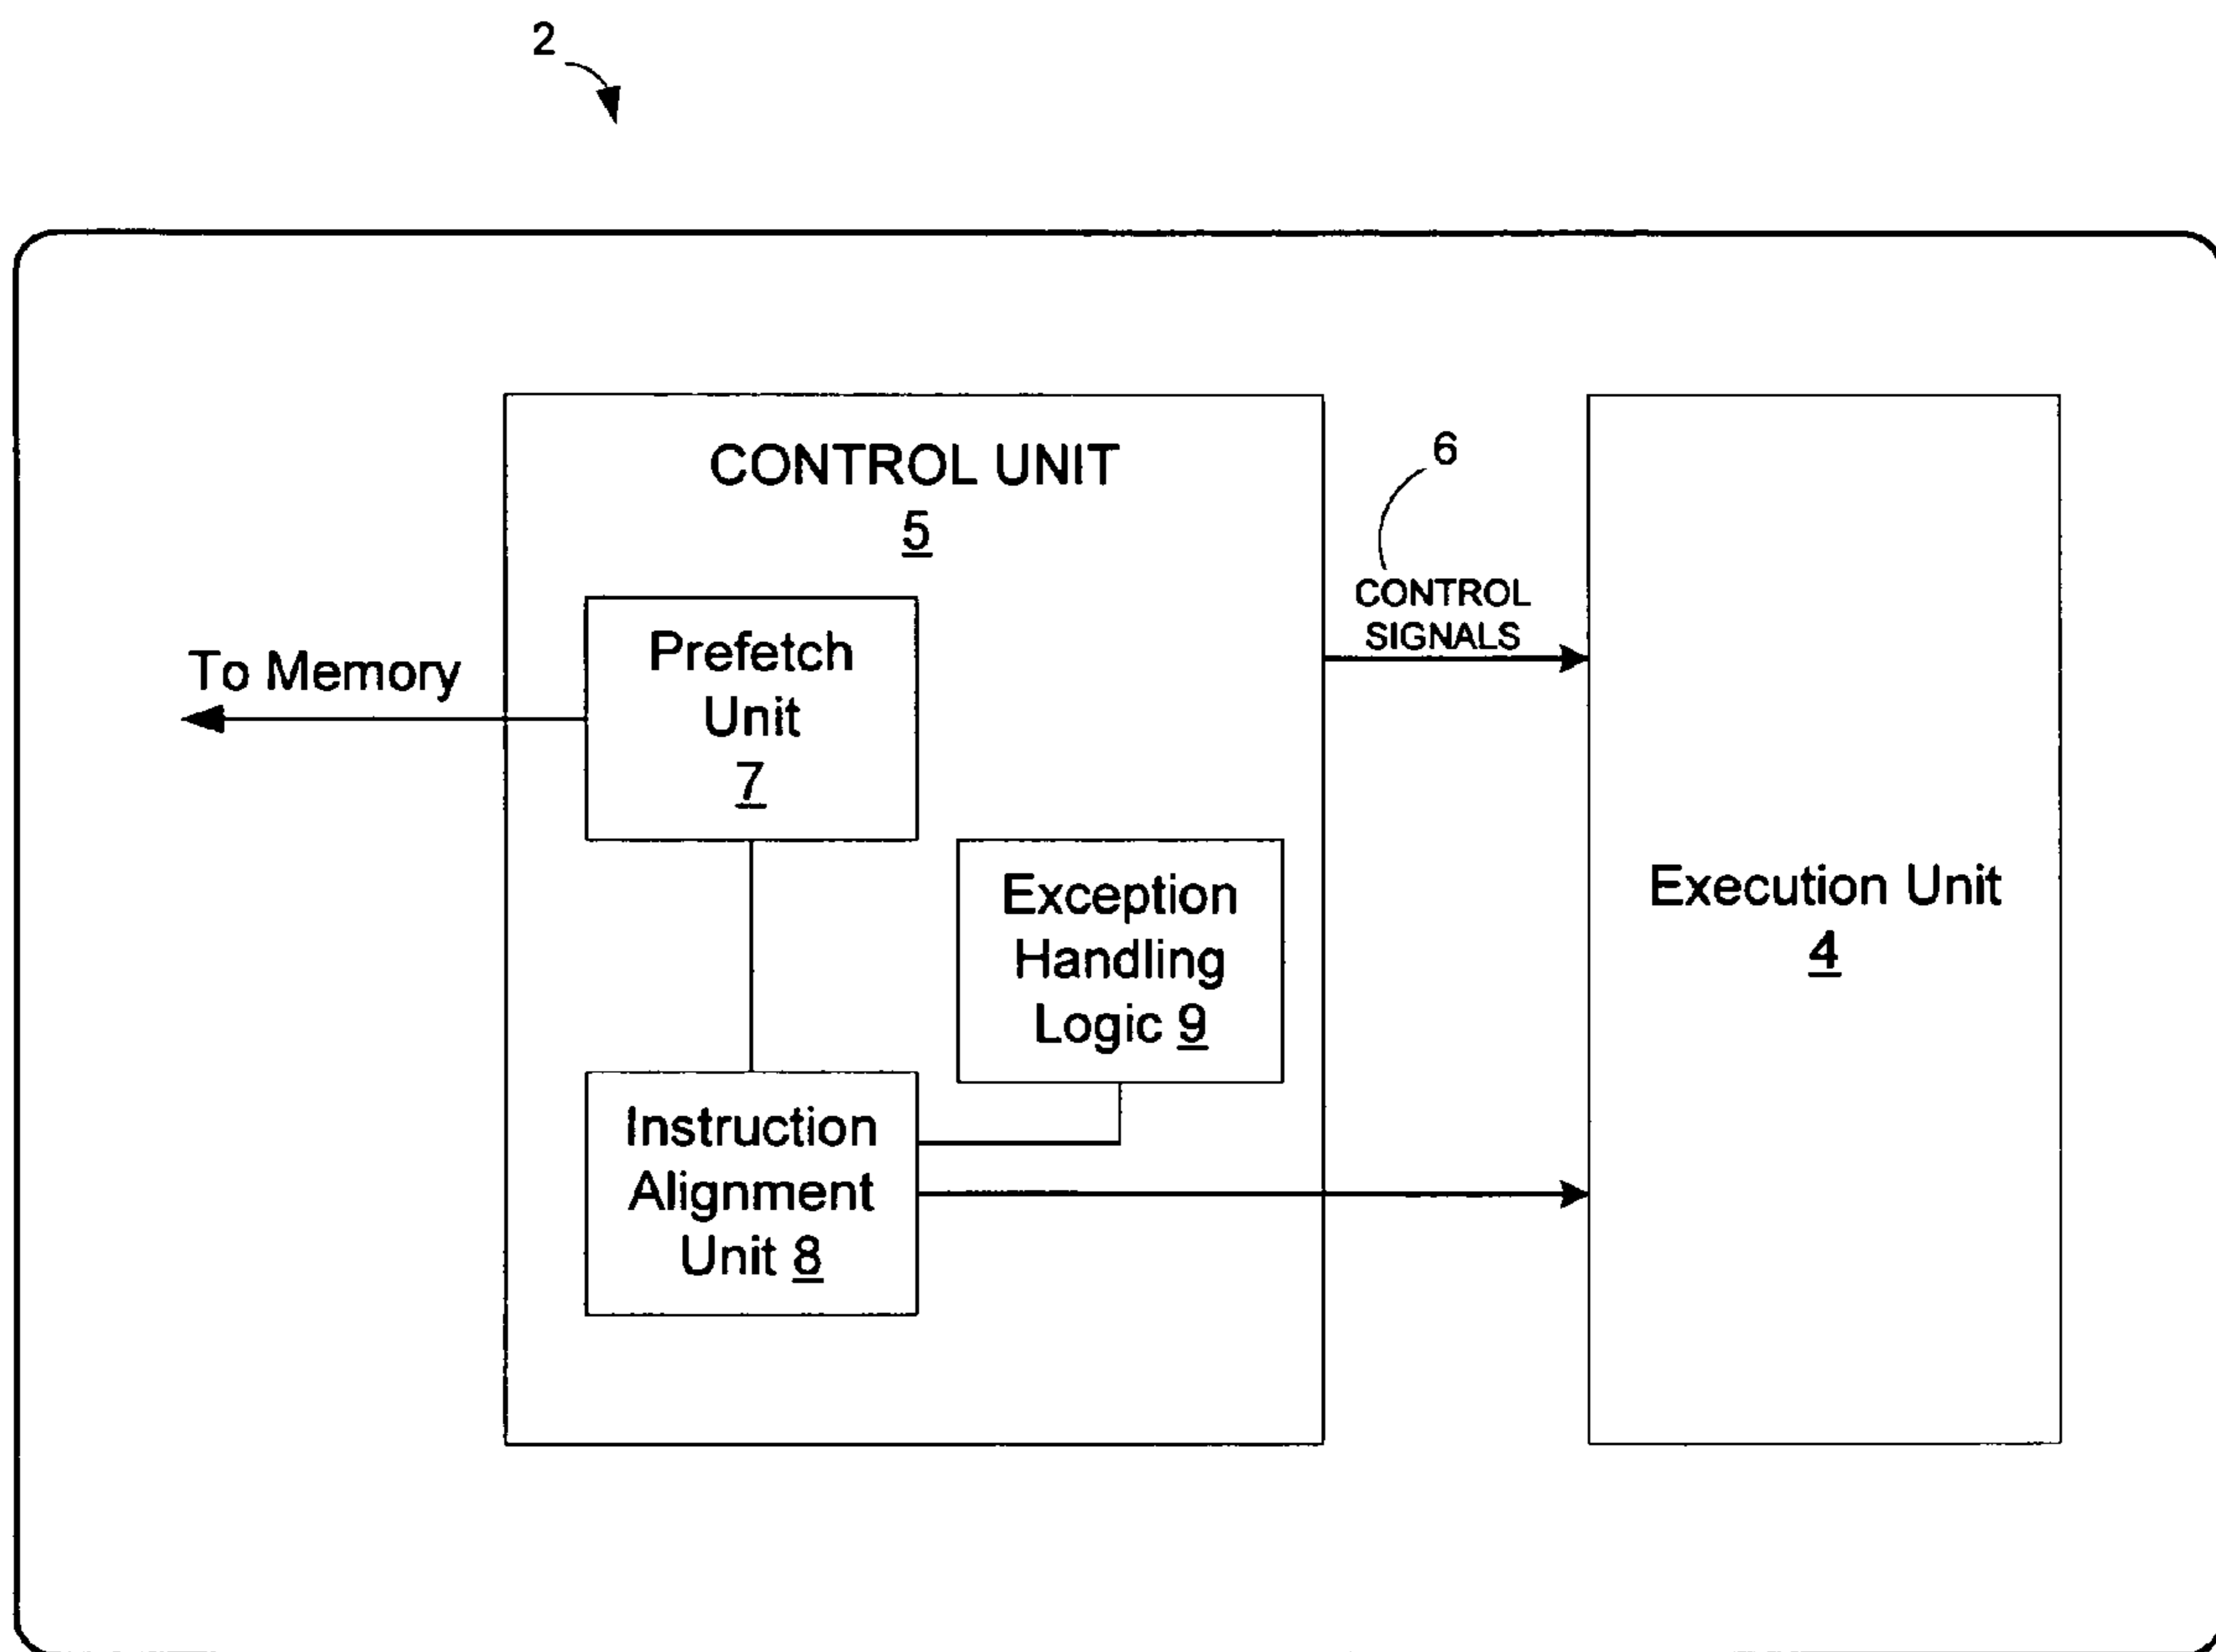 2
CONTROL UNIT
5
6
CONTROL
SIGNALS
To Memory
Prefetch
Unit
7
Exception
Handling
Logic 9
Execution Unit
4
Instruction
Alignment
Unit 8